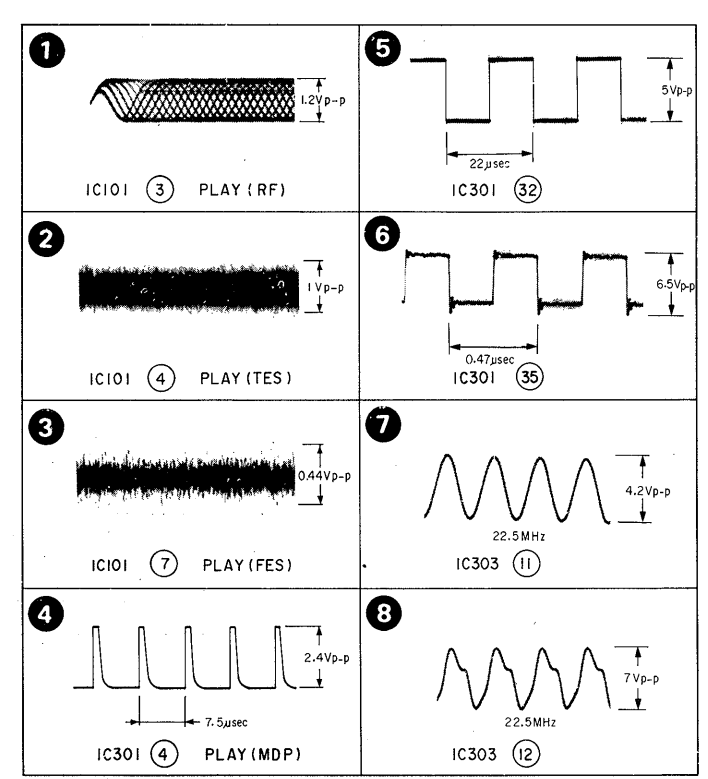 1
1.2Vp-p
IC101 3 PLAY (RF)
2
1Vp-p
IC101 4 PLAY (TES)
3
0.44Vp-p
IC101 7 PLAY (FES)
4
2.4Vp-p
7.5µsec
IC301 4 PLAY (MDP)
5
5Vp-p
22µsec
IC301 32
6
6.5Vp-p
0.47µsec
IC301 35
7
4.2Vp-p
22.5MHz
IC303 11
8
7Vp-p
22.5MHz
IC303 12